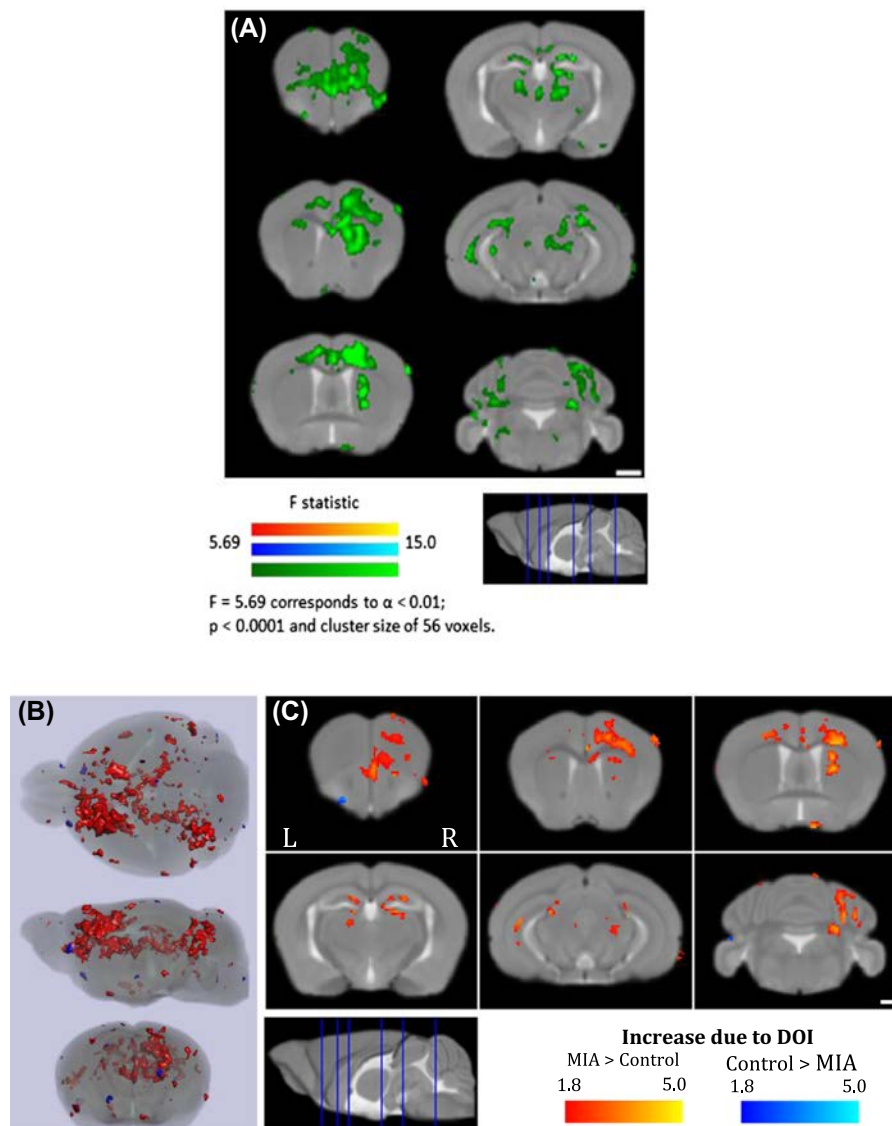 (A)
F statistic
5.69 15.0
F = 5.69 corresponds to α < 0.01;
p < 0.0001 and cluster size of 56 voxels.
(B)
(C)
L R
Increase due to DOI
MIA > Control Control > MIA
1.8 5.0 1.8 5.0